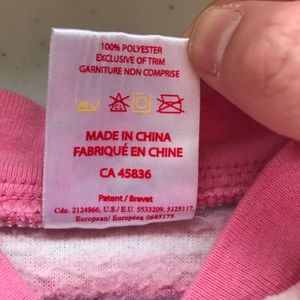 100% POLYESTER
EXCLUSIVE OF TRIM
GARNITURE NON COMPRISE
CL
MADE IN CHINA
FABRIQUÉ EN CHINE
CA 45836
Patent / Brevet
Cdn. 2124866, U.S./ E.U. 5533209, 5125117,
European/ Européen 0685175